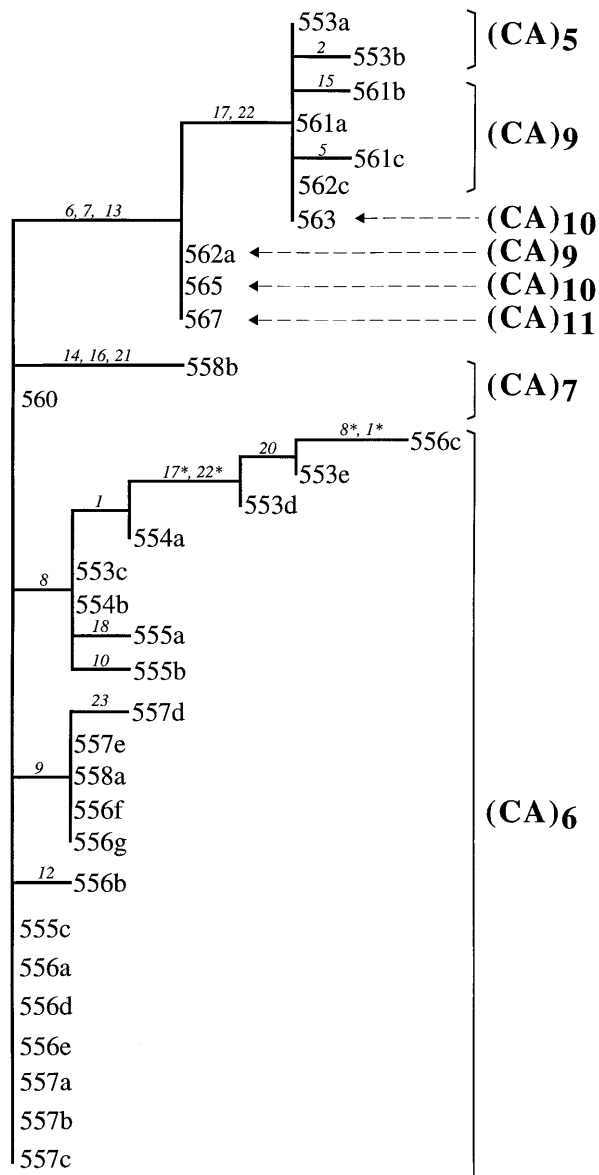 553a
(CA)5
2 553b
15 561b
17, 22 561a
(CA)9
5 561c
562c
6, 7, 13 563 (CA)10
562a (CA)9
565 (CA)10
567 (CA)11
14, 16, 21 558b
(CA)7
560
8*, 1* 556c
20 553e
17*, 22* 553d
1 554a
553c
8 554b
18 555a
10 555b
23 557d
557e
9 558a
556f
(CA)6
556g
12 556b
555c
556a
556d
556e
557a
557b
557c